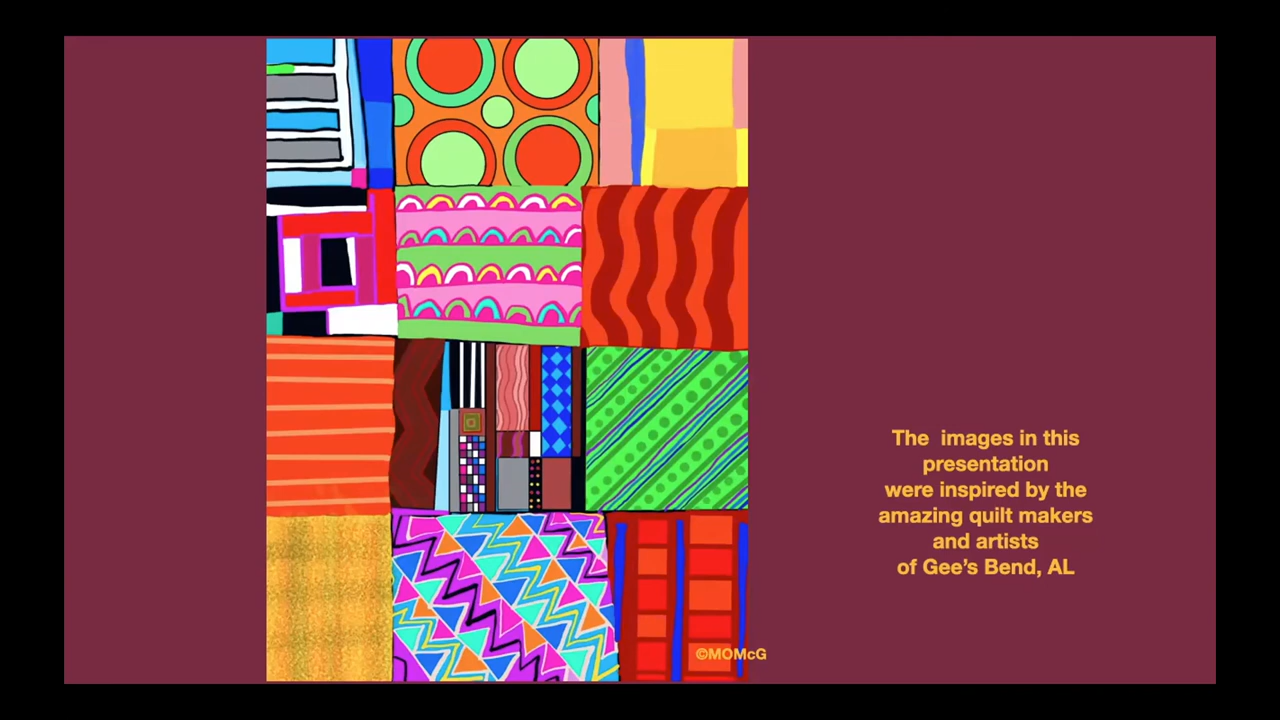 The  images in this
presentation
were inspired by the
amazing quilt makers
and artists
of Gee’s Bend, AL
©MOMcG